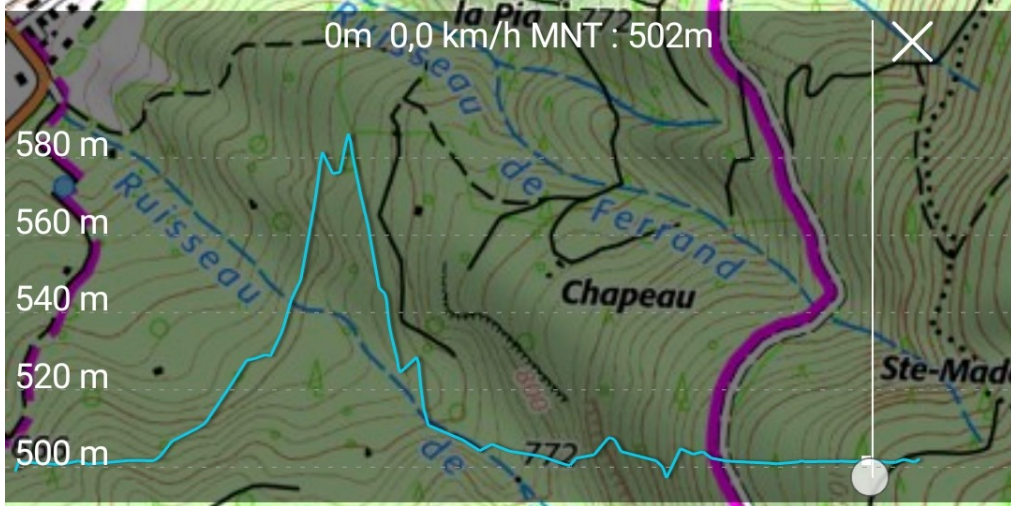 la Pia 772
0m 0,0 km/h MNT : 502m
Ruisseau
580 m
de
Ruisseau
Ferrand
560 m
Chapeau
540 m
520 m
Ste-Made
800
500 m
772
de